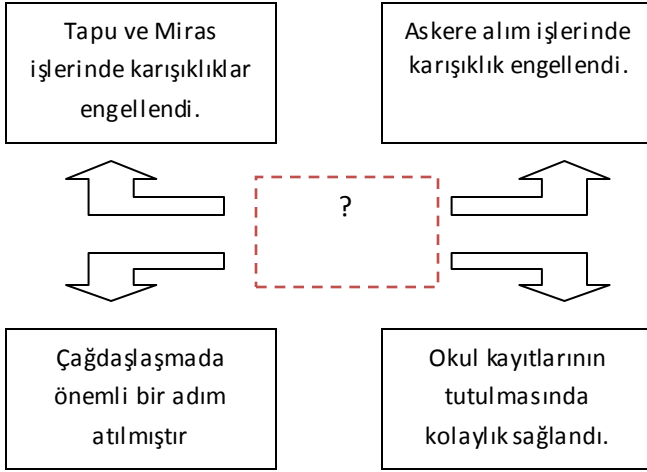 Tapu ve Miras
işlerinde karışıklıklar
engellendi.
Askere alım işlerinde
karışıklık engellendi.
?
Çağdaşlaşmada
önemli bir adım
atılmıştır
Okul kayıtlarının
tutulmasında
kolaylık sağlandı.